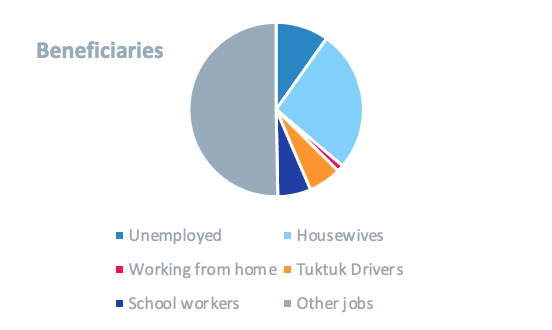 Beneficiaries
Unemployed
Housewives
Working from home
Tuktuk Drivers
School workers
Other jobs